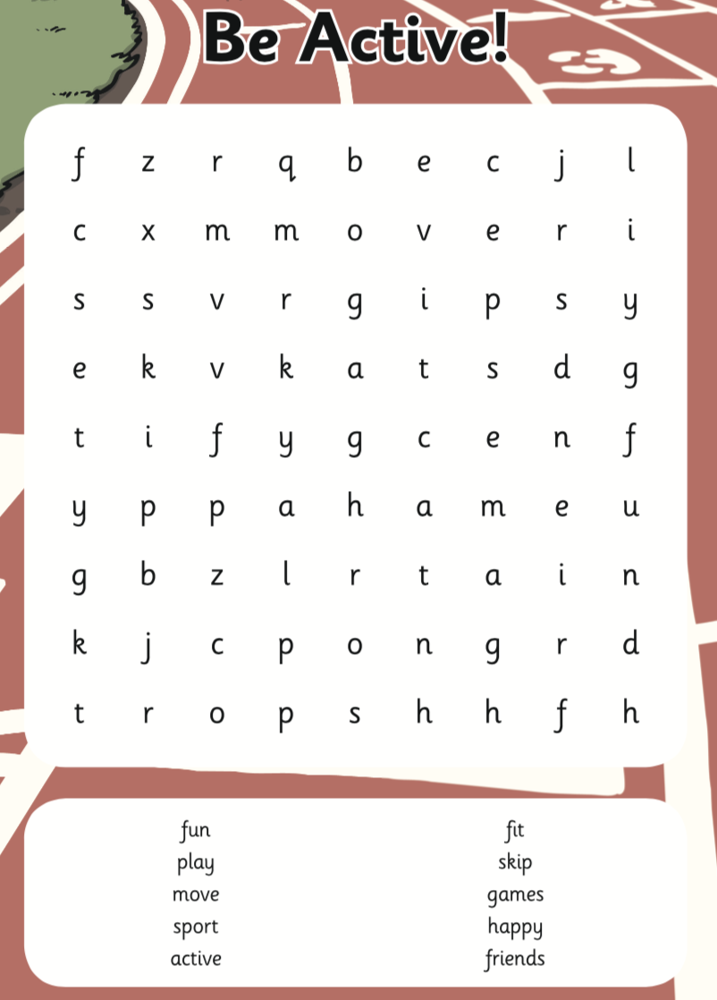 Be Active!
f z r q b e c j l
c x m m o v e r i
s s v r g i p s y
e k v k a t s d g
t i f y g c e n f
y p p a h a m e u
g b z l r t a i n
k j c p o n g r d
t r o p s h h f h
fun fit
play skip
move games
sport happy
active friends